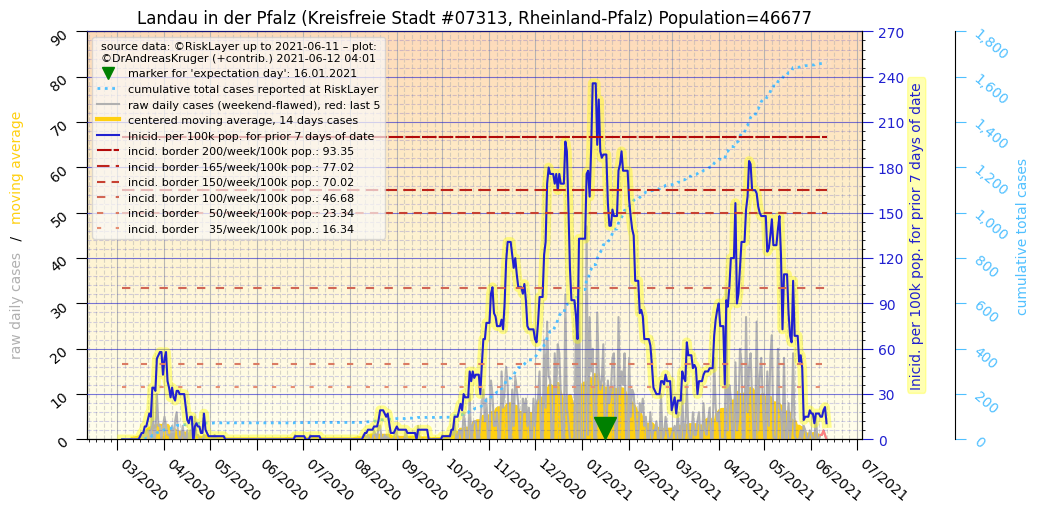 Landau in der Pfalz (Kreisfreie Stadt #07313, Rheinland-Pfalz) Population=46677
source data: ©RiskLayer up to 2021-06-11 – plot:
©DrAndreasKruger (+contrib.) 2021-06-12 04:01
marker for 'expectation day': 16.01.2021
cumulative total cases reported at RiskLayer
raw daily cases (weekend-flawed), red: last 5
centered moving average, 14 days cases
Inicid. per 100k pop. for prior 7 days of date
incid. border 200/week/100k pop.: 93.35
incid. border 165/week/100k pop.: 77.02
incid. border 150/week/100k pop.: 70.02
incid. border 100/week/100k pop.: 46.68
incid. border   50/week/100k pop.: 23.34
incid. border   35/week/100k pop.: 16.34
raw daily cases / moving average
90
80
70
60
50
40
30
20
10
0
270
240
210
180
150
120
90
60
30
0
inicid. per 100k pop. for prior 7 days of date
1,800
1,600
1,400
1,200
1,000
800
600
400
200
0
cumulative total cases
03/2020
04/2020
05/2020
06/2020
07/2020
08/2020
09/2020
10/2020
11/2020
12/2020
01/2021
02/2021
03/2021
04/2021
05/2021
06/2021
07/2021